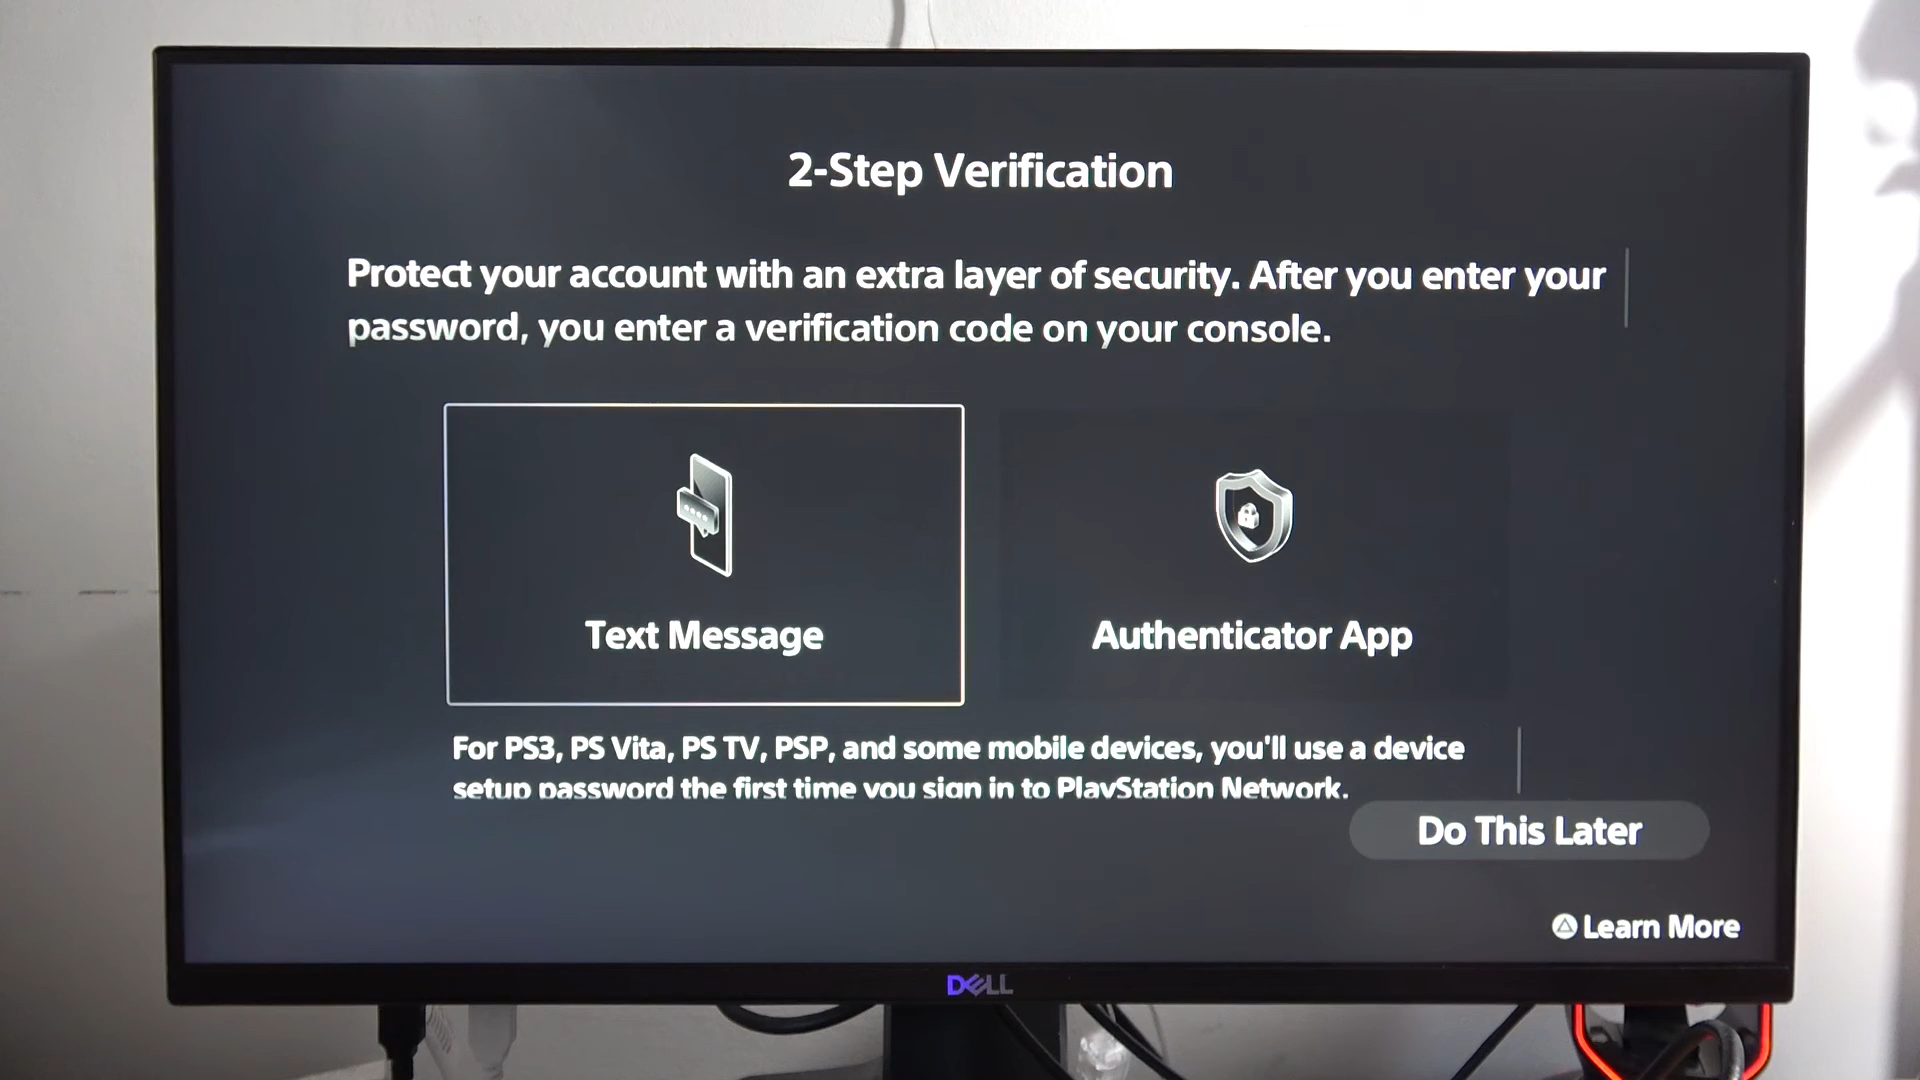 2-Step Verification
Protect your account with an extra layer of security. After you enter your
password, you enter a verification code on your console.
Text Message
Authenticator App
For PS3, PS Vita, PS TV, PSP, and some mobile devices, you'll use a device
setup password the first time you sign in to PlayStation Network.
Do This Later
Learn More
DELL